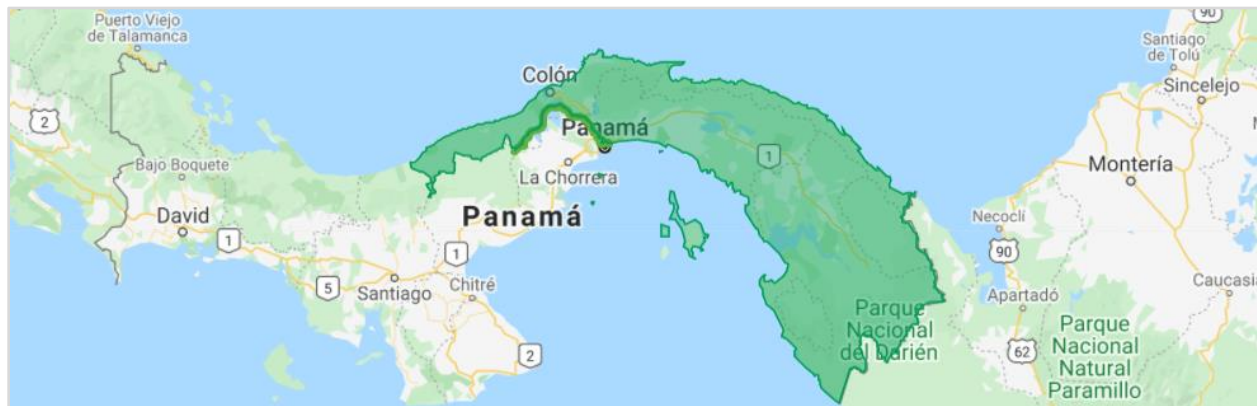 Puerto Viejo
de Talamanca
2
Bajo Boquete
David
1
5
Santiago
Chitré
1
2
Colón
Panamá
La Chorrera
Panamá
1
Parque
Nacional
del Darién
90
Santiago
de Tolú
Sincelejo
Montería
Necoclí
90
Apartadó
62
Caucasia
Parque
Nacional
Natural
Paramillo